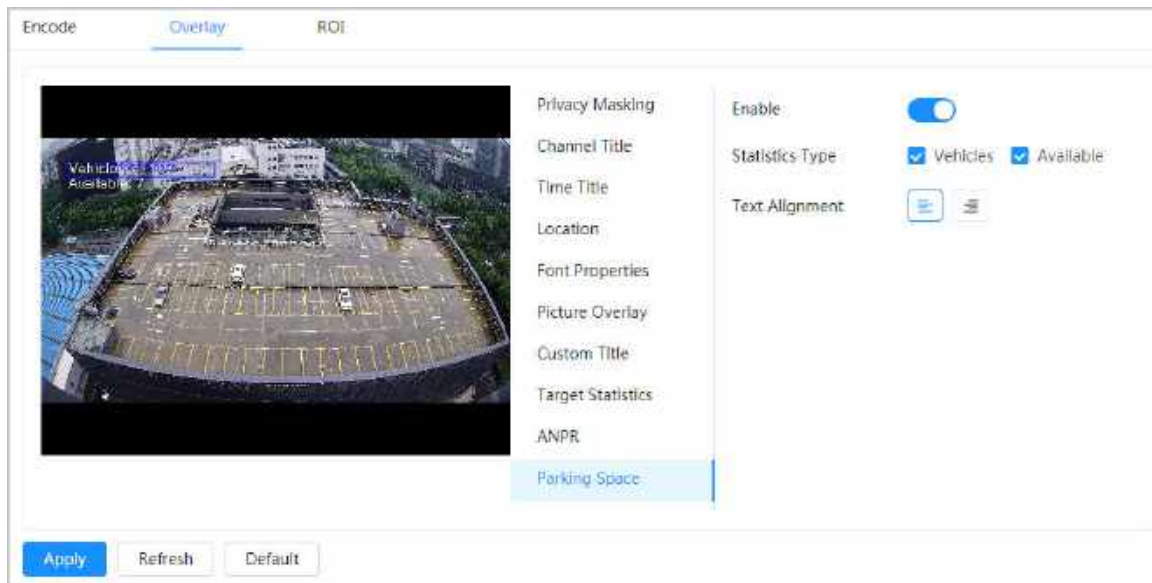 Encode Overlay ROI
Privacy Masking
Channel Title
Time Title
Location
Font Properties
Picture Overlay
Custom Title
Target Statistics
ANPR
Parking Space
Enable
Statistics Type Vehicles Available
Text Alignment
Available:
Apply Refresh Default